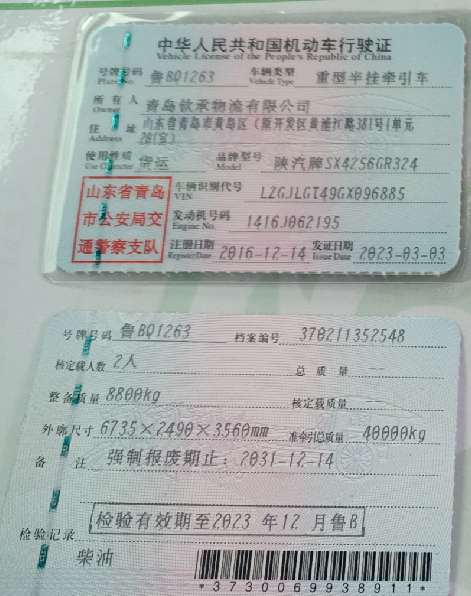 中华人民共和国机动车行驶证
Vehicle License of the People's Republic of China
号牌号码 鲁BQ1263 车辆类型 重型半挂牵引车
Plate No. Vehicle Type
所有人 青岛钦承物流有限公司
Owner
住址 山东省青岛市黄岛区(原开发区黄浦江路381号1单元
Address
使用性质 货运 品牌型号 陕汽牌SX4256GR324
Use Character Model
山东省青岛
市公安局交
通警察支队
车辆识别代号 LZGJLGT49GX096885
VIN
发动机号码 1416J062195
Engine No.
注册日期 2016-12-14 发证日期 2023-03-03
Register Date Issue Date
号牌号码 鲁BQ1263 档案编号 370211352548
核定载人数 2人 总质量 --
整备质量 8800kg 核定载质量 --
外廓尺寸 6735×2490×3560mm 准牵引总质量 40000kg
备注 强制报废期止:2031-12-14
检验记录 检验有效期至2023 年12 月鲁B
柴油
*3730069938911*